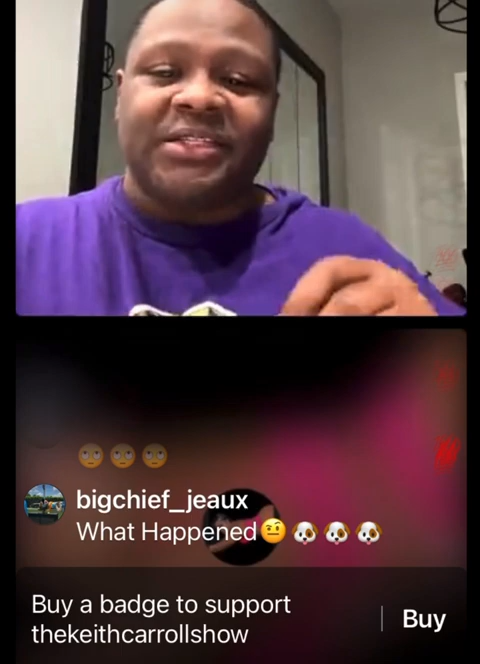 🙄🙄🙄
bigchief_jeaux
What Happened🤨🐶🐶🐶
Buy a badge to support
thekeithcarrollshow
Buy